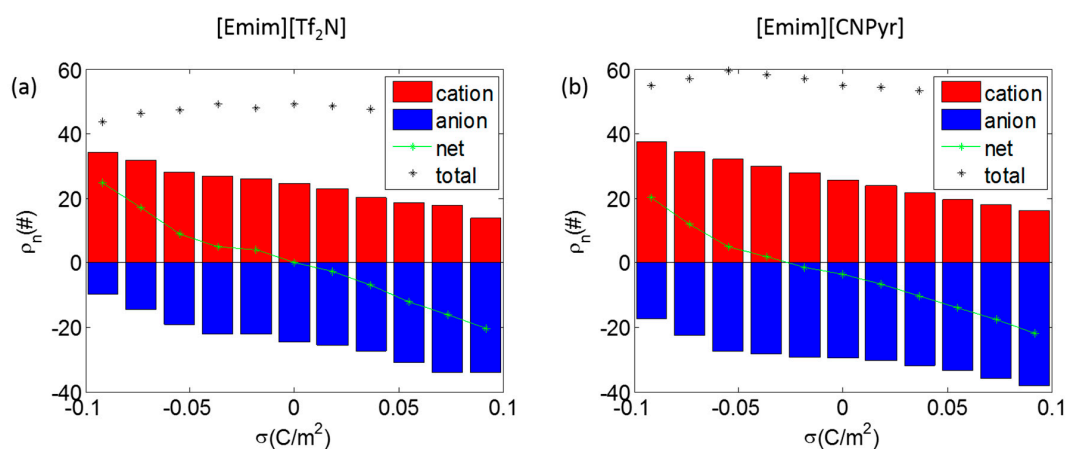 [Emim][Tf₂N]
[Emim][CNPyr]
(a)
60
40
20
0
-20
-40
ρₙ(#)
cation
anion
net
total
-0.1
-0.05
0
0.05
0.1
σ(C/m²)
(b)
60
40
20
0
-20
-40
ρₙ(#)
cation
anion
net
total
-0.1
-0.05
0
0.05
0.1
σ(C/m²)